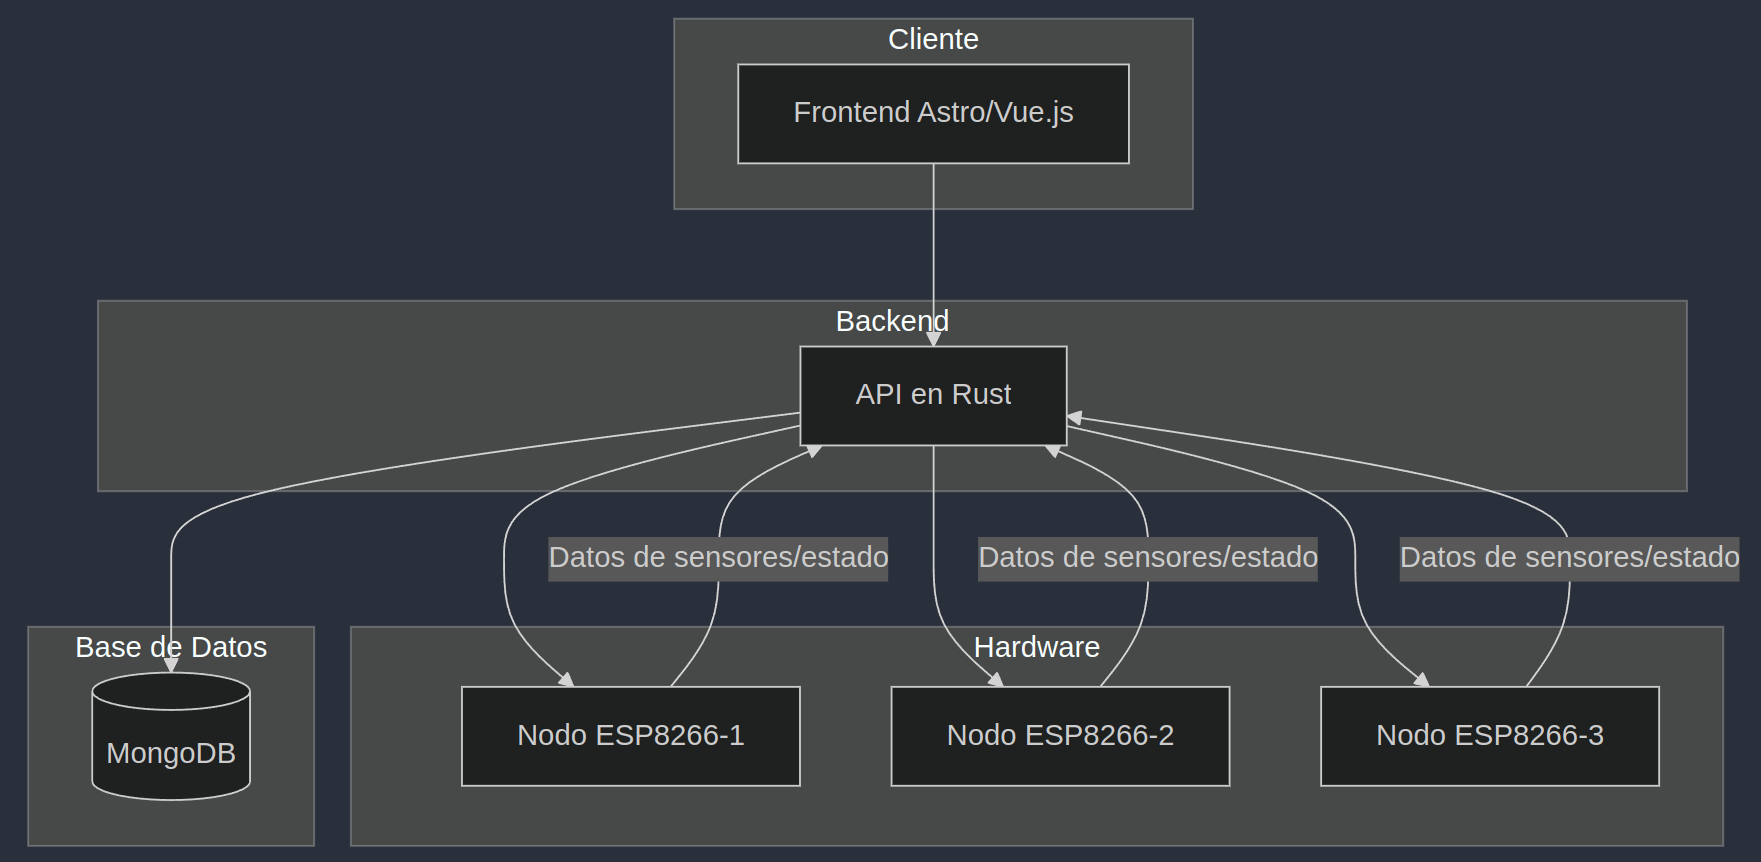 Cliente
Frontend Astro/Vue.js
Backend
API en Rust
Datos de sensores/estado
Datos de sensores/estado
Datos de sensores/estado
Base de Datos
Hardware
MongoDB
Nodo ESP8266-1
Nodo ESP8266-2
Nodo ESP8266-3